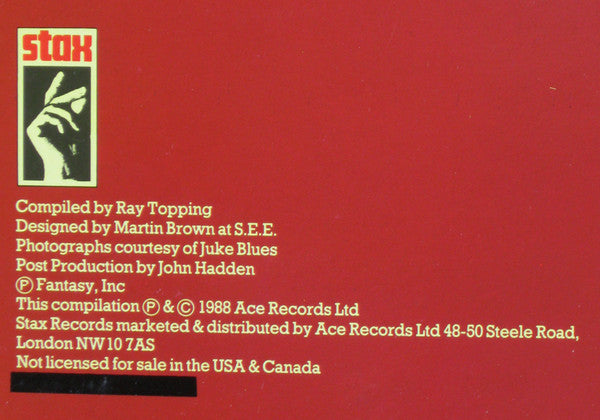 stax
Compiled by Ray Topping
Designed by Martin Brown at S.E.E.
Photographs courtesy of Juke Blues
Post Production by John Hadden
Ⓟ Fantasy, Inc
This compilation Ⓟ & © 1988 Ace Records Ltd
Stax Records marketed & distributed by Ace Records Ltd 48-50 Steele Road,
London NW10 7AS
Not licensed for sale in the USA & Canada